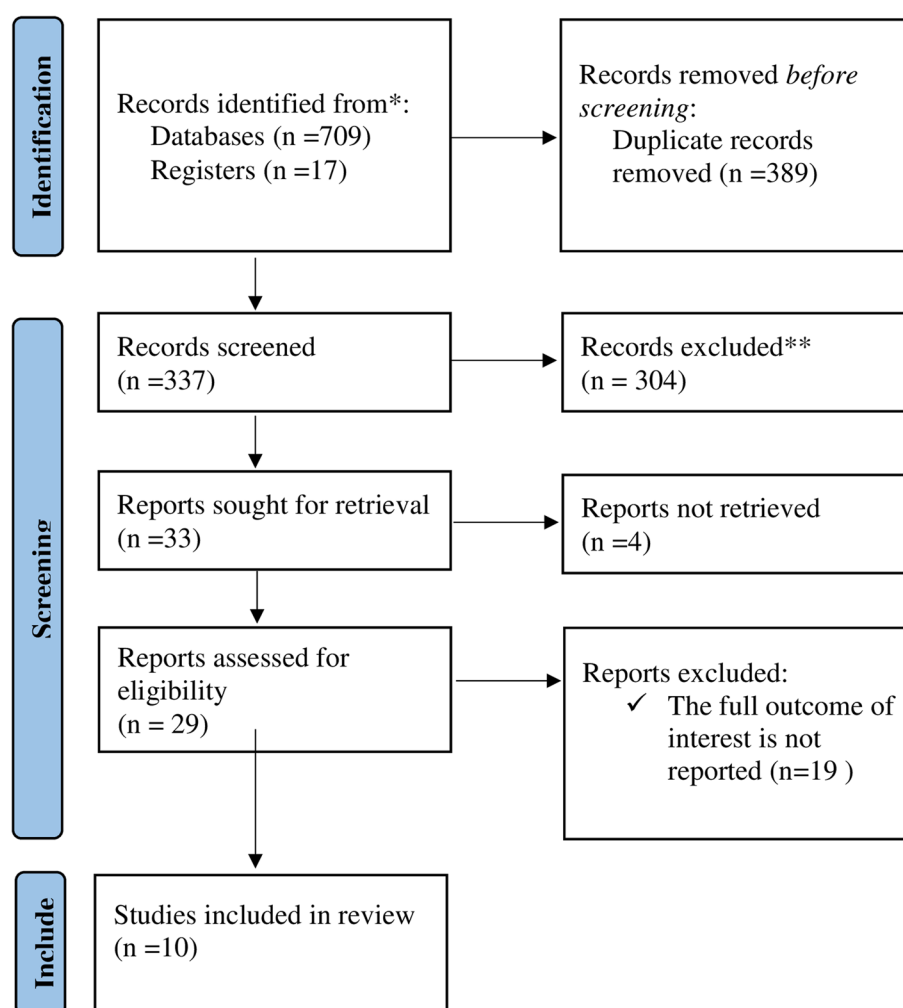 Identification
Records identified from*:
Databases (n =709)
Registers (n =17)
Records removed before
screening:
Duplicate records
removed (n =389)
Screening
Records screened
(n =337)
Records excluded**
(n = 304)
Reports sought for retrieval
(n =33)
Reports not retrieved
(n =4)
Reports assessed for
eligibility
(n = 29)
Reports excluded:
✓ The full outcome of
interest is not
reported (n=19 )
Include
Studies included in review
(n =10)